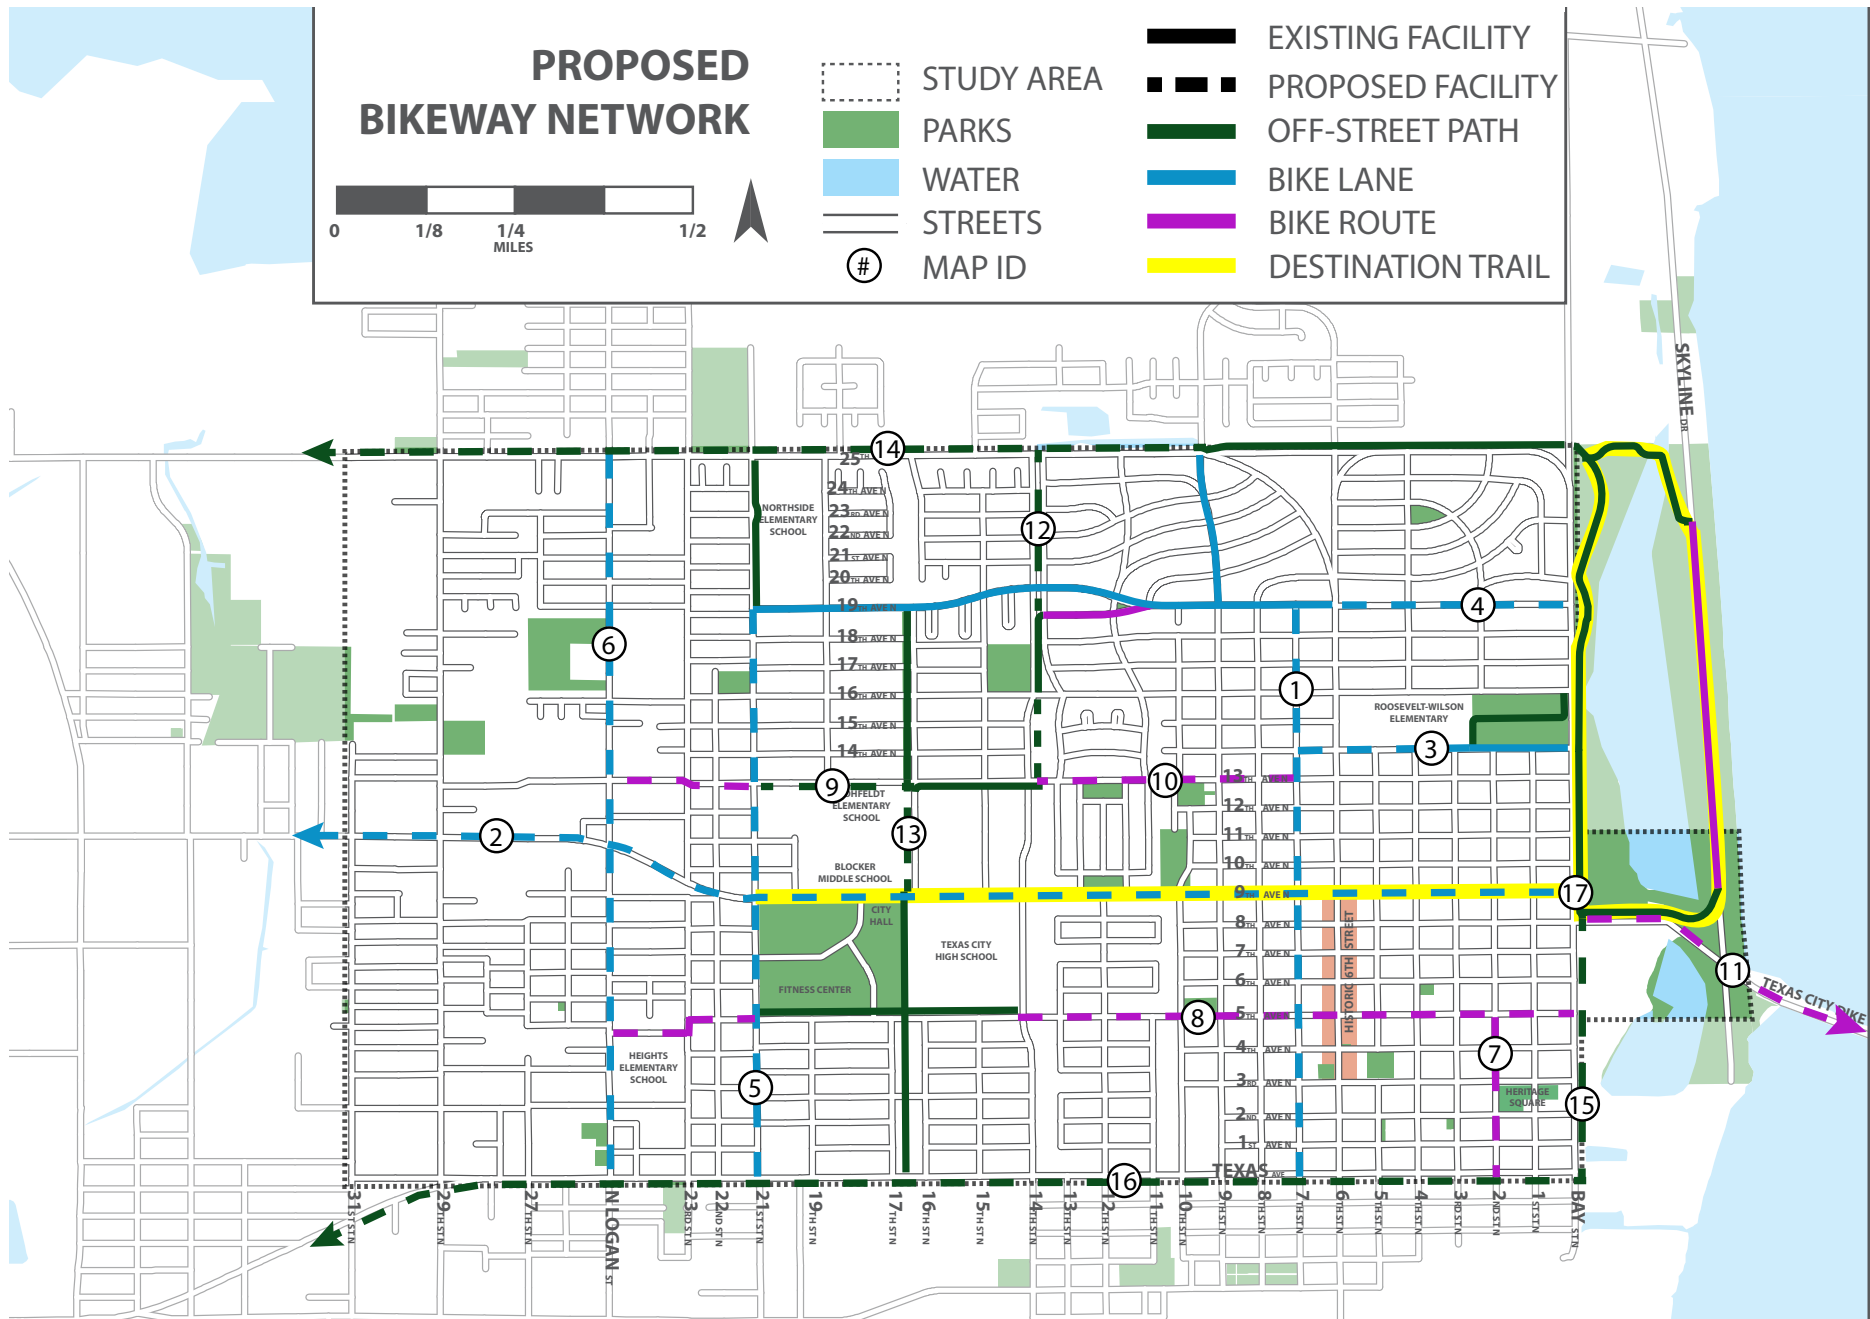 PROPOSED
BIKEWAY NETWORK
0 1/8 1/4 1/2
MILES
STUDY AREA
PARKS
WATER
STREETS
# MAP ID
EXISTING FACILITY
PROPOSED FACILITY
OFF-STREET PATH
BIKE LANE
BIKE ROUTE
DESTINATION TRAIL
SKYLINE DR
14
25TH
24TH AVE N
23RD AVE N
22ND AVE N
21ST AVE N
20TH AVE N
19TH AVE N
18TH AVE N
17TH AVE N
16TH AVE N
15TH AVE N
14TH AVE N
NORTHSIDE
ELEMENTARY
SCHOOL
12
4
6
1
ROOSEVELT-WILSON
ELEMENTARY
3
9
10
13TH AVE N
12TH AVE N
11TH AVE N
10TH AVE N
9TH AVE N
8TH AVE N
7TH AVE N
6TH AVE N
5TH AVE N
4TH AVE N
3RD AVE N
2ND AVE N
1ST AVE N
OHFELDT
ELEMENTARY
SCHOOL
2
13
BLOCKER
MIDDLE SCHOOL
17
CITY
HALL
TEXAS CITY
HIGH SCHOOL
HISTORIC 6TH STREET
FITNESS CENTER
11
TEXAS CITY DIKE
8
HEIGHTS
ELEMENTARY
SCHOOL
7
5
HERITAGE
SQUARE
15
TEXAS AVE
16
31ST ST N
29TH ST N
27TH ST N
N LOGAN ST
23RD ST N
22ND ST N
21ST ST N
19TH ST N
17TH ST N
16TH ST N
15TH ST N
14TH ST N
13TH ST N
12TH ST N
11TH ST N
10TH ST N
9TH ST N
8TH ST N
7TH ST N
6TH ST N
5TH ST N
4TH ST N
3RD ST N
2ND ST N
1ST ST N
BAY ST N